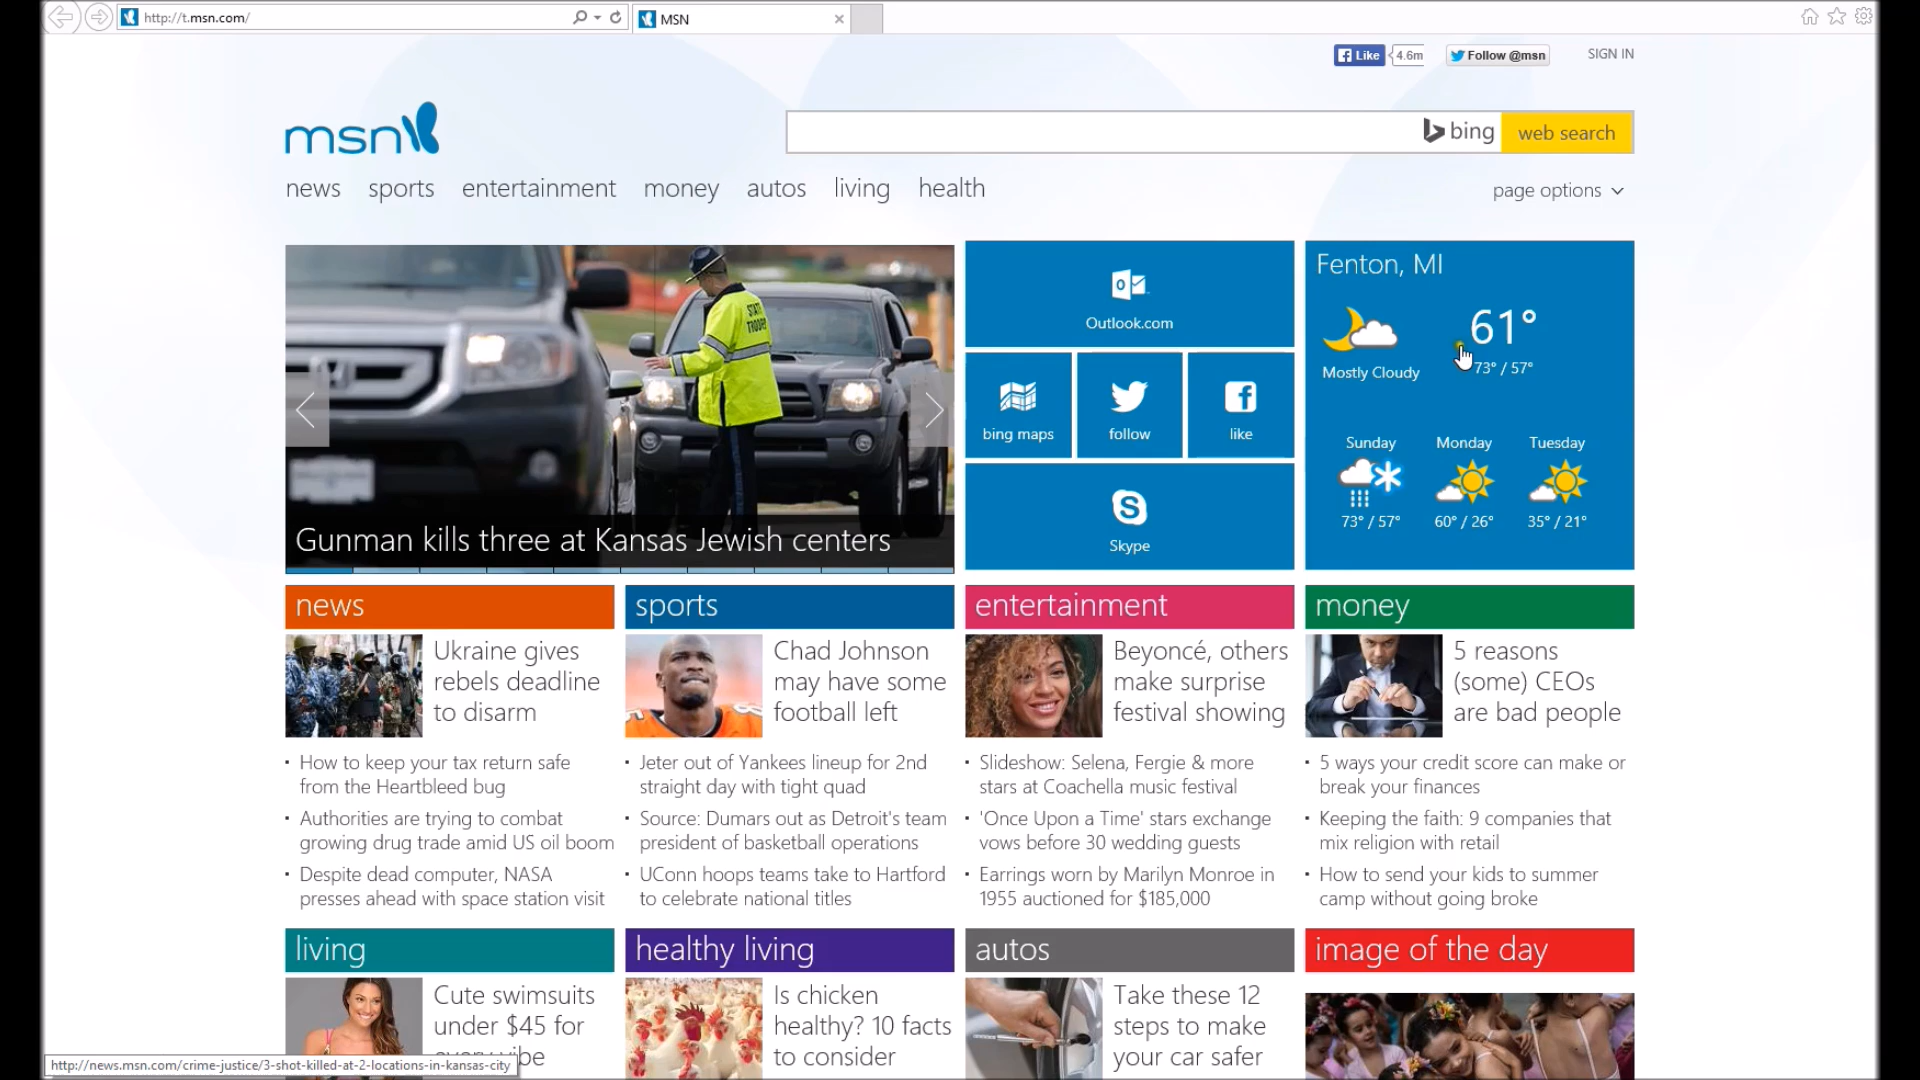 http://t.msn.com/
MSN
Like
4.6m
Follow @msn
SIGN IN
msn
bing
web search
news sports entertainment money autos living health
page options
STATE
TROOPER
Gunman kills three at Kansas Jewish centers
Outlook.com
bing maps
follow
like
Skype
Fenton, MI
61°
Mostly Cloudy
73° / 57°
Sunday Monday Tuesday
73° / 57° 60° / 26° 35° / 21°
news
Ukraine gives
rebels deadline
to disarm
· How to keep your tax return safe
from the Heartbleed bug
· Authorities are trying to combat
growing drug trade amid US oil boom
· Despite dead computer, NASA
presses ahead with space station visit
sports
Chad Johnson
may have some
football left
· Jeter out of Yankees lineup for 2nd
straight day with tight quad
· Source: Dumars out as Detroit's team
president of basketball operations
· UConn hoops teams take to Hartford
to celebrate national titles
entertainment
Beyoncé, others
make surprise
festival showing
· Slideshow: Selena, Fergie & more
stars at Coachella music festival
· 'Once Upon a Time' stars exchange
vows before 30 wedding guests
· Earrings worn by Marilyn Monroe in
1955 auctioned for $185,000
money
5 reasons
(some) CEOs
are bad people
· 5 ways your credit score can make or
break your finances
· Keeping the faith: 9 companies that
mix religion with retail
· How to send your kids to summer
camp without going broke
living
Cute swimsuits
under $45 for
every vibe
healthy living
Is chicken
healthy? 10 facts
to consider
autos
Take these 12
steps to make
your car safer
image of the day
http://news.msn.com/crime-justice/3-shot-killed-at-2-locations-in-kansas-city